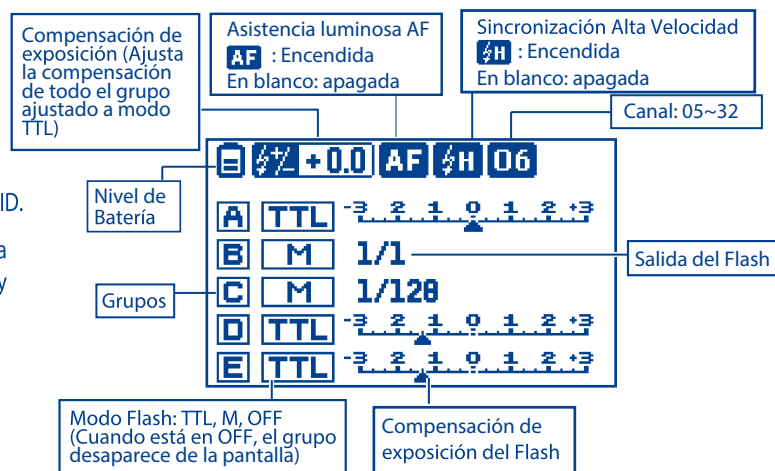 Compensación de
exposición (Ajusta
la compensación
de todo el grupo
ajustado a modo
TTL)
Asistencia luminosa AF
AF : Encendida
En blanco: apagada
Sincronización Alta Velocidad
H : Encendida
En blanco: apagada
Canal: 05~32
+/- +0.0 AF H 06
ID.
a
y
Nivel de
Batería
Grupos
A TTL -3 2 1 0 1 2 +3
B M 1/1
C M 1/128
D TTL -3 2 1 0 1 2 +3
E TTL -3 2 1 0 1 2 +3
Salida del Flash
Modo Flash: TTL, M, OFF
(Cuando está en OFF, el grupo
desaparece de la pantalla)
Compensación de
exposición del Flash